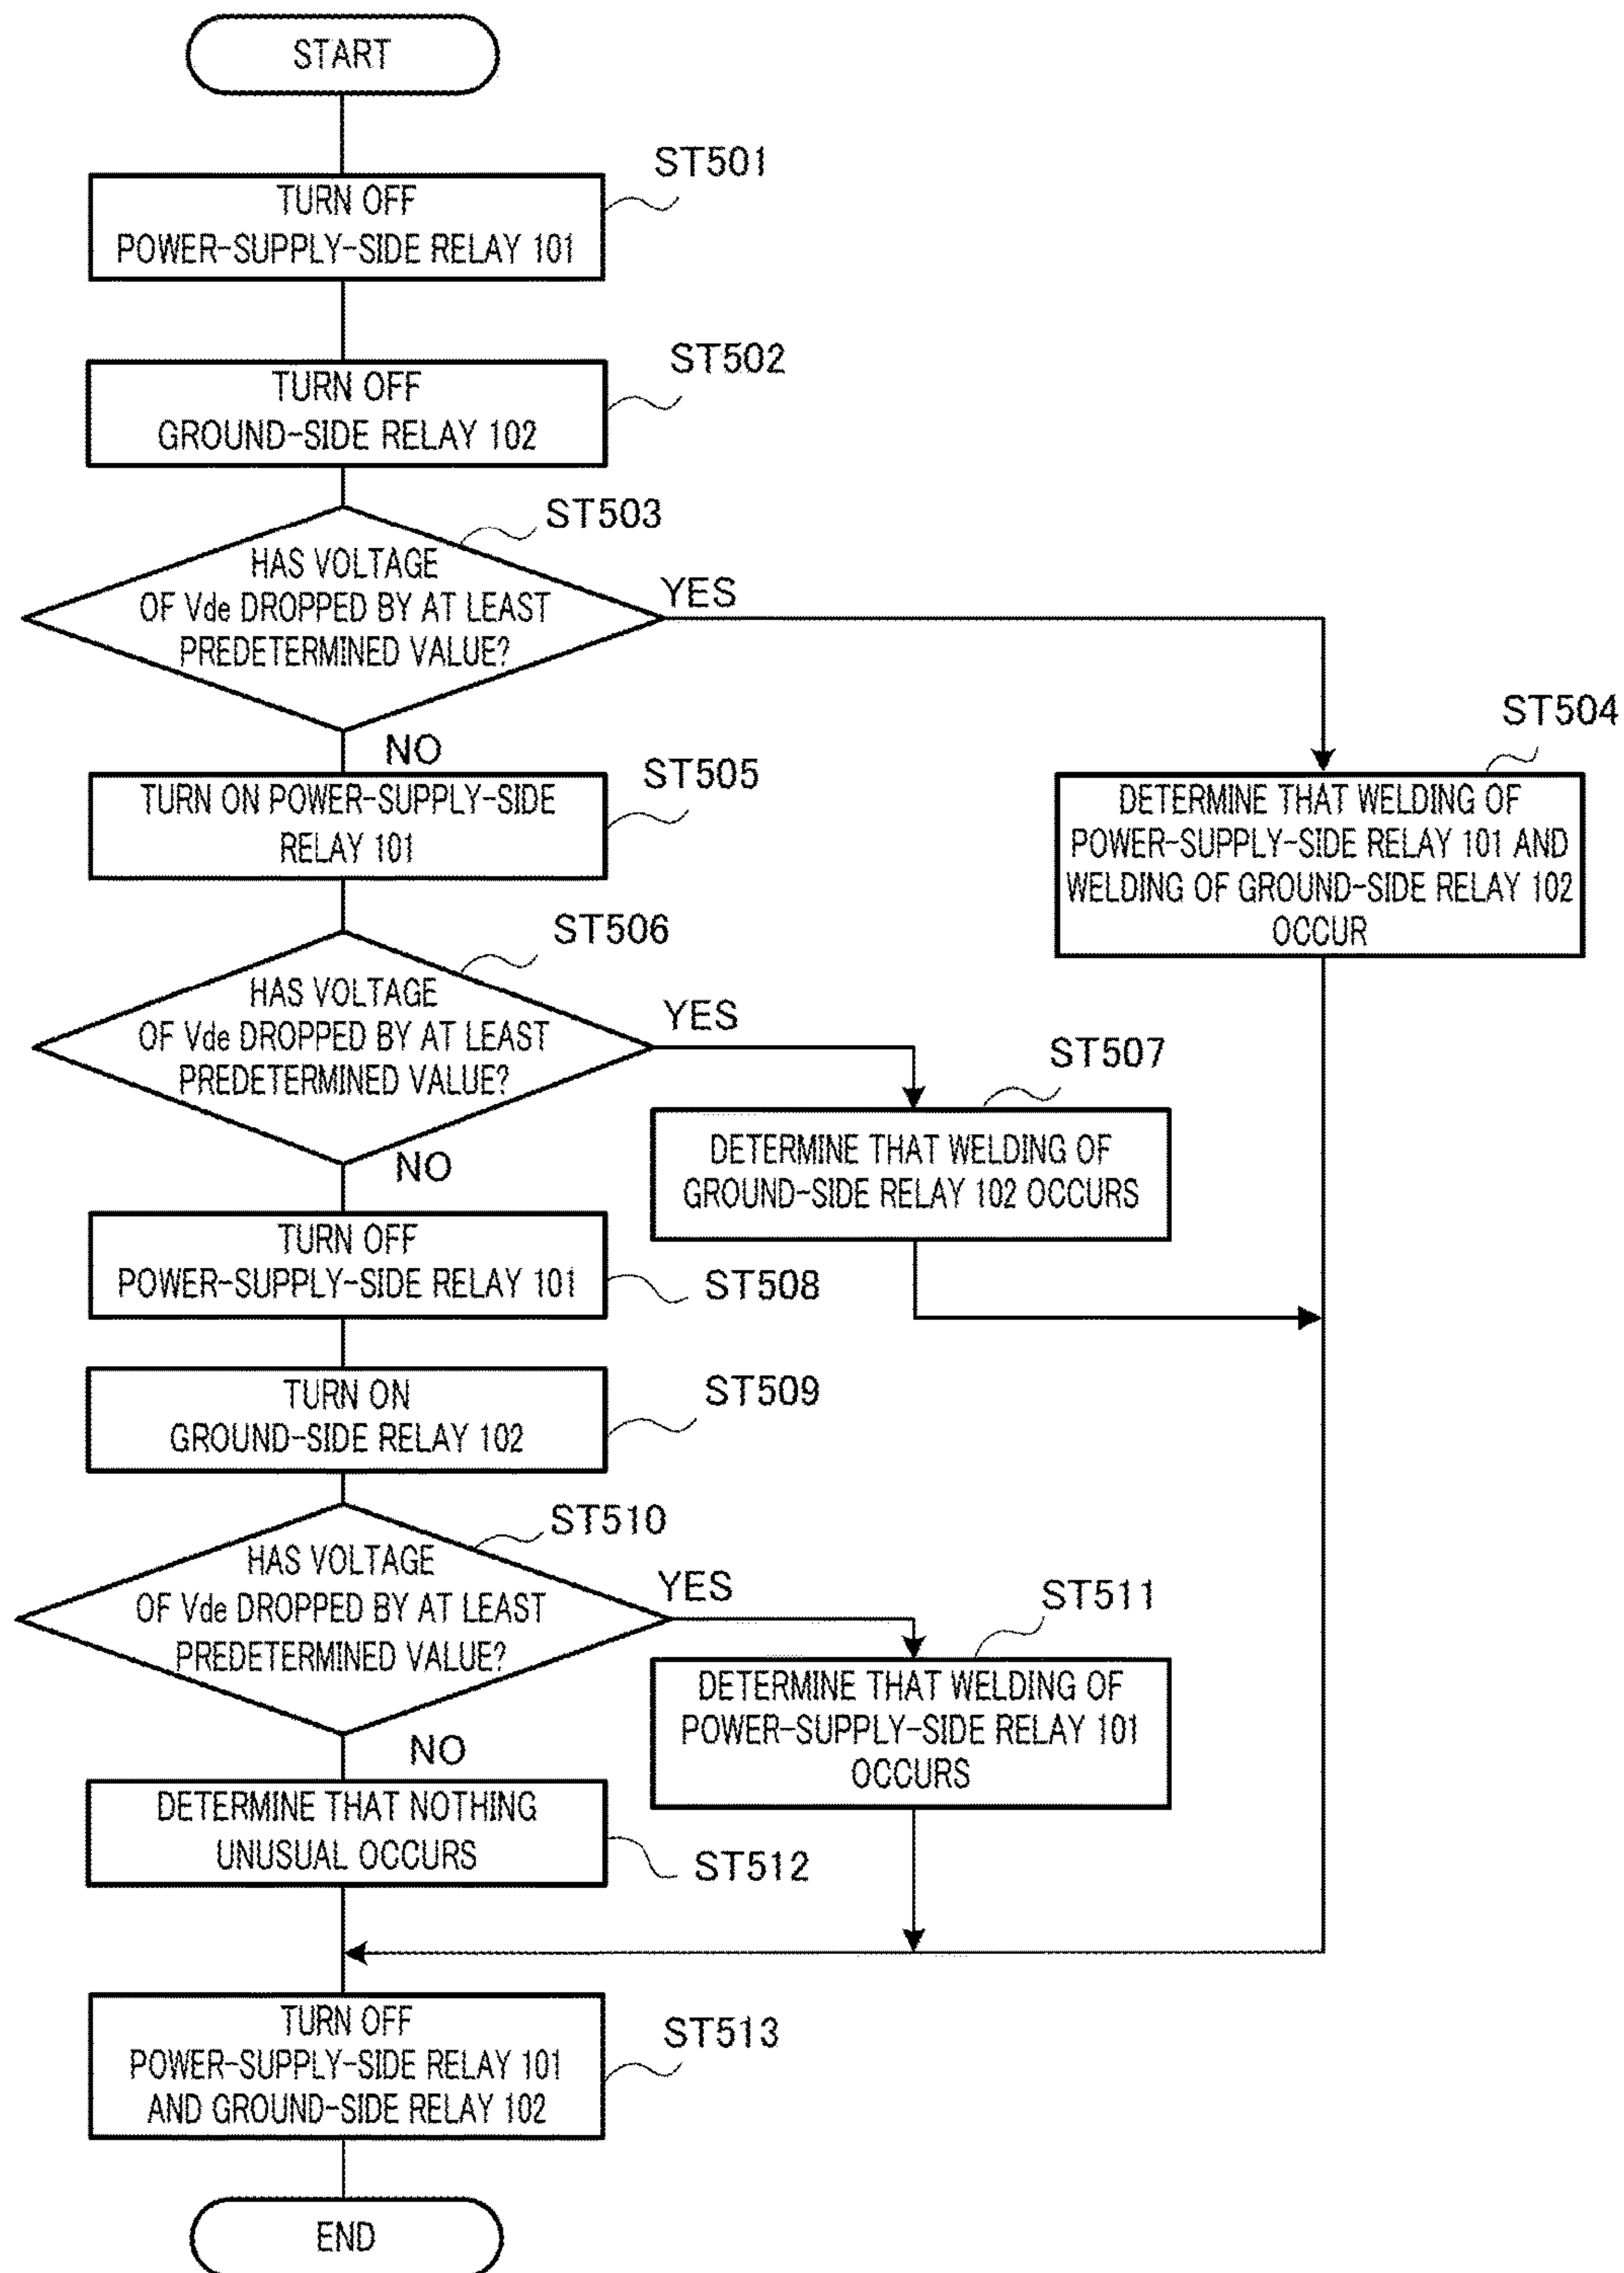 START
ST501
TURN OFF
POWER-SUPPLY-SIDE RELAY 101
ST502
TURN OFF
GROUND-SIDE RELAY 102
ST503
HAS VOLTAGE
OF Vde DROPPED BY AT LEAST
PREDETERMINED VALUE?
YES
NO
ST504
DETERMINE THAT WELDING OF
POWER-SUPPLY-SIDE RELAY 101 AND
WELDING OF GROUND-SIDE RELAY 102
OCCUR
ST505
TURN ON POWER-SUPPLY-SIDE
RELAY 101
ST506
HAS VOLTAGE
OF Vde DROPPED BY AT LEAST
PREDETERMINED VALUE?
YES
NO
ST507
DETERMINE THAT WELDING OF
GROUND-SIDE RELAY 102 OCCURS
TURN OFF
POWER-SUPPLY-SIDE RELAY 101
ST508
TURN ON
GROUND-SIDE RELAY 102
ST509
ST510
HAS VOLTAGE
OF Vde DROPPED BY AT LEAST
PREDETERMINED VALUE?
YES
NO
ST511
DETERMINE THAT WELDING OF
POWER-SUPPLY-SIDE RELAY 101
OCCURS
DETERMINE THAT NOTHING
UNUSUAL OCCURS
ST512
TURN OFF
POWER-SUPPLY-SIDE RELAY 101
AND GROUND-SIDE RELAY 102
ST513
END